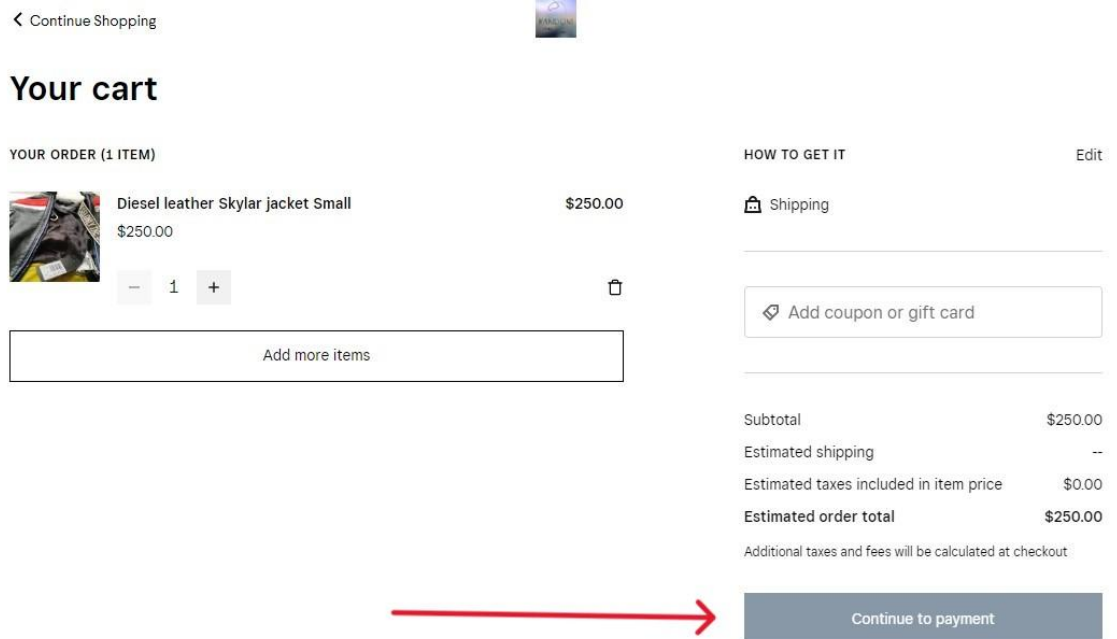 Continue Shopping
Your cart
YOUR ORDER (1 ITEM)
Diesel leather Skylar jacket Small
$250.00
$250.00
1
Add more items
HOW TO GET IT
Edit
Shipping
Add coupon or gift card
Subtotal $250.00
Estimated shipping --
Estimated taxes included in item price $0.00
Estimated order total $250.00
Additional taxes and fees will be calculated at checkout
Continue to payment